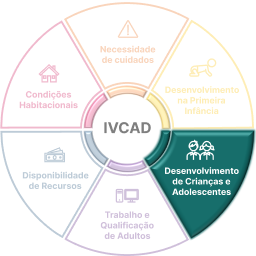 Necessidade
de cuidados
Desenvolvimento
na Primeira
Infância
Desenvolvimento
de Crianças e
Adolescentes
Trabalho e
Qualificação
de Adultos
Disponibilidade
de Recursos
Condições
Habitacionais
IVCAD